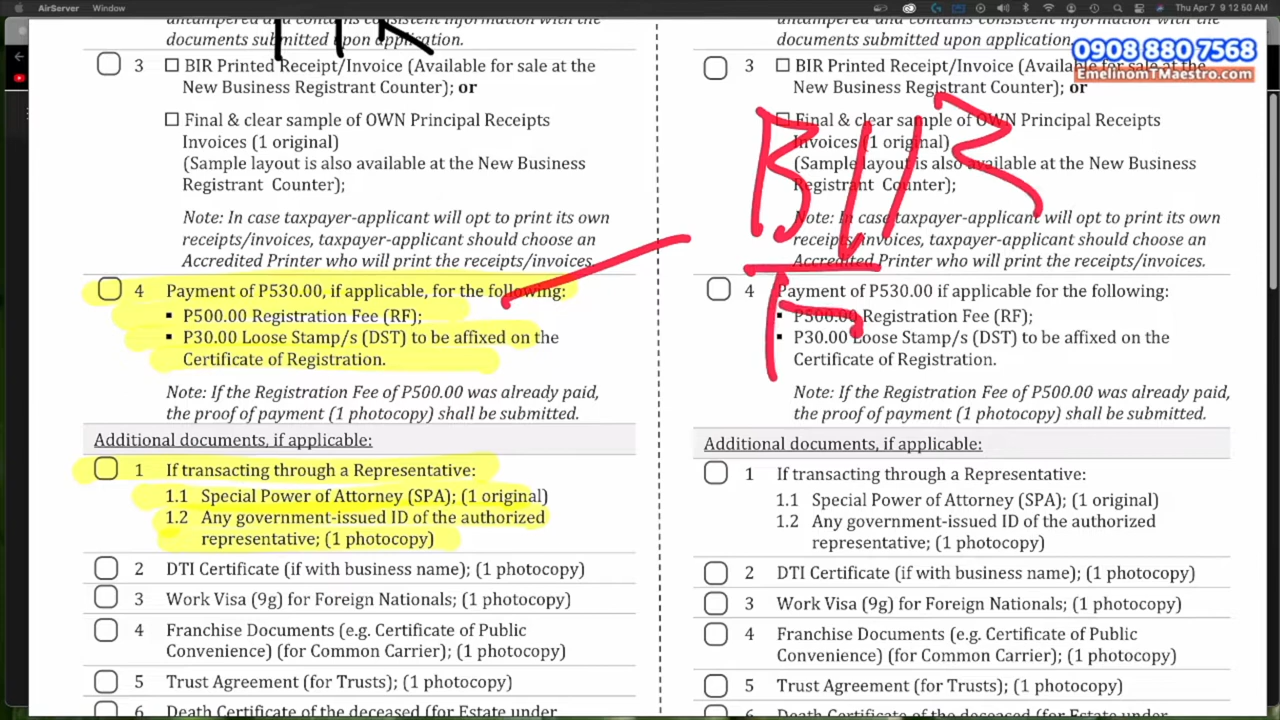 AirServer Window
Thu Apr 7 9:12:50 AM
0908 880 7568
EmelinomTMaestro.com
untampered and contains consistent information with the
documents submitted upon application.
3 BIR Printed Receipt/Invoice (Available for sale at the
New Business Registrant Counter); or
Final & clear sample of OWN Principal Receipts
Invoices (1 original)
(Sample layout is also available at the New Business
Registrant Counter);
Note: In case taxpayer-applicant will opt to print its own
receipts/invoices, taxpayer-applicant should choose an
Accredited Printer who will print the receipts/invoices.
4 Payment of P530.00, if applicable, for the following:
▪ P500.00 Registration Fee (RF);
▪ P30.00 Loose Stamp/s (DST) to be affixed on the
Certificate of Registration.
Note: If the Registration Fee of P500.00 was already paid,
the proof of payment (1 photocopy) shall be submitted.
Additional documents, if applicable:
1 If transacting through a Representative:
1.1 Special Power of Attorney (SPA); (1 original)
1.2 Any government-issued ID of the authorized
representative; (1 photocopy)
2 DTI Certificate (if with business name); (1 photocopy)
3 Work Visa (9g) for Foreign Nationals; (1 photocopy)
4 Franchise Documents (e.g. Certificate of Public
Convenience) (for Common Carrier); (1 photocopy)
5 Trust Agreement (for Trusts); (1 photocopy)
6 Death Certificate of the deceased (for Estate under
untampered and contains consistent information with the
documents submitted upon application.
3 BIR Printed Receipt/Invoice (Available for sale at the
New Business Registrant Counter); or
Final & clear sample of OWN Principal Receipts
Invoices (1 original)
(Sample layout is also available at the New Business
Registrant Counter);
Note: In case taxpayer-applicant will opt to print its own
receipts/invoices, taxpayer-applicant should choose an
Accredited Printer who will print the receipts/invoices.
4 Payment of P530.00 if applicable for the following:
▪ P500.00 Registration Fee (RF);
▪ P30.00 Loose Stamp/s (DST) to be affixed on the
Certificate of Registration.
Note: If the Registration Fee of P500.00 was already paid,
the proof of payment (1 photocopy) shall be submitted.
Additional documents, if applicable:
1 If transacting through a Representative:
1.1 Special Power of Attorney (SPA); (1 original)
1.2 Any government-issued ID of the authorized
representative; (1 photocopy)
2 DTI Certificate (if with business name); (1 photocopy)
3 Work Visa (9g) for Foreign Nationals; (1 photocopy)
4 Franchise Documents (e.g. Certificate of Public
Convenience) (for Common Carrier); (1 photocopy)
5 Trust Agreement (for Trusts); (1 photocopy)
6 Death Certificate of the deceased (for Estate under
BIR